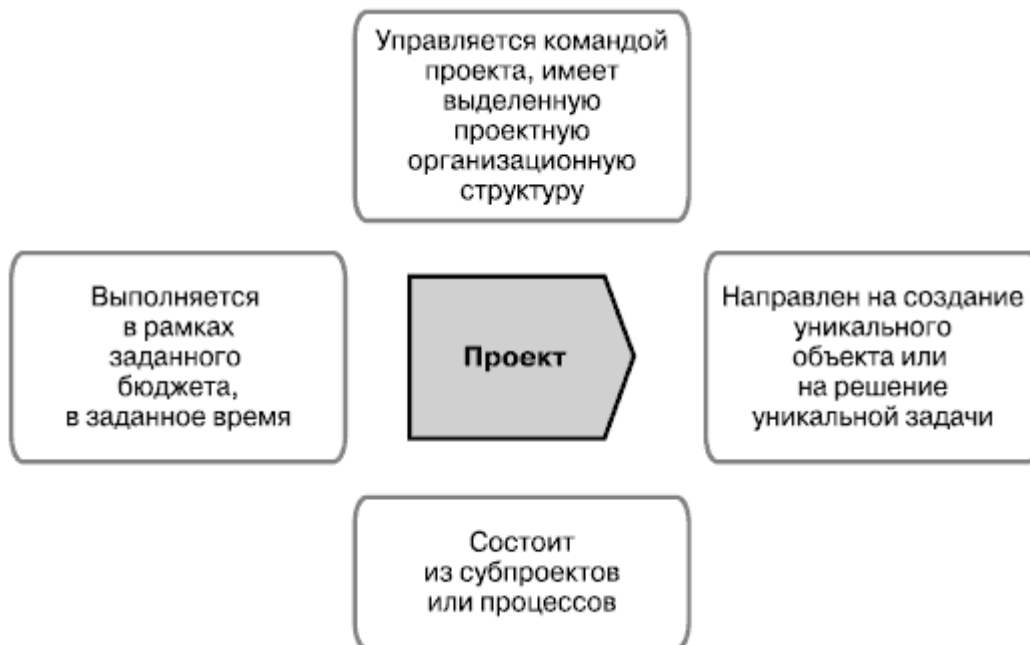 Управляется командой
проекта, имеет
выделенную
проектную
организационную
структуру
Выполняется
в рамках
заданного
бюджета,
в заданное время
Проект
Направлен на создание
уникального
объекта или
на решение
уникальной задачи
Состоит
из субпроектов
или процессов